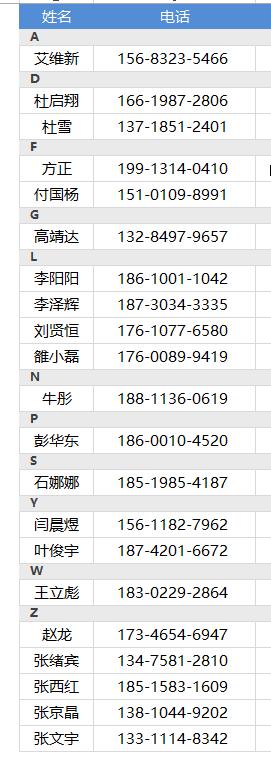 姓名 电话
A
艾维新 156-8323-5466
D
杜启翔 166-1987-2806
杜雪 137-1851-2401
F
方正 199-1314-0410
付国杨 151-0109-8991
G
高靖达 132-8497-9657
L
李阳阳 186-1001-1042
李泽辉 187-3034-3335
刘贤恒 176-1077-6580
雒小磊 176-0089-9419
N
牛彤 188-1136-0619
P
彭华东 186-0010-4520
S
石娜娜 185-1985-4187
Y
闫晨煜 156-1182-7962
叶俊宇 187-4201-6672
W
王立彪 183-0229-2864
Z
赵龙 173-4654-6947
张绪宾 134-7581-2810
张西红 185-1583-1609
张京晶 138-1044-9202
张文宇 133-1114-8342